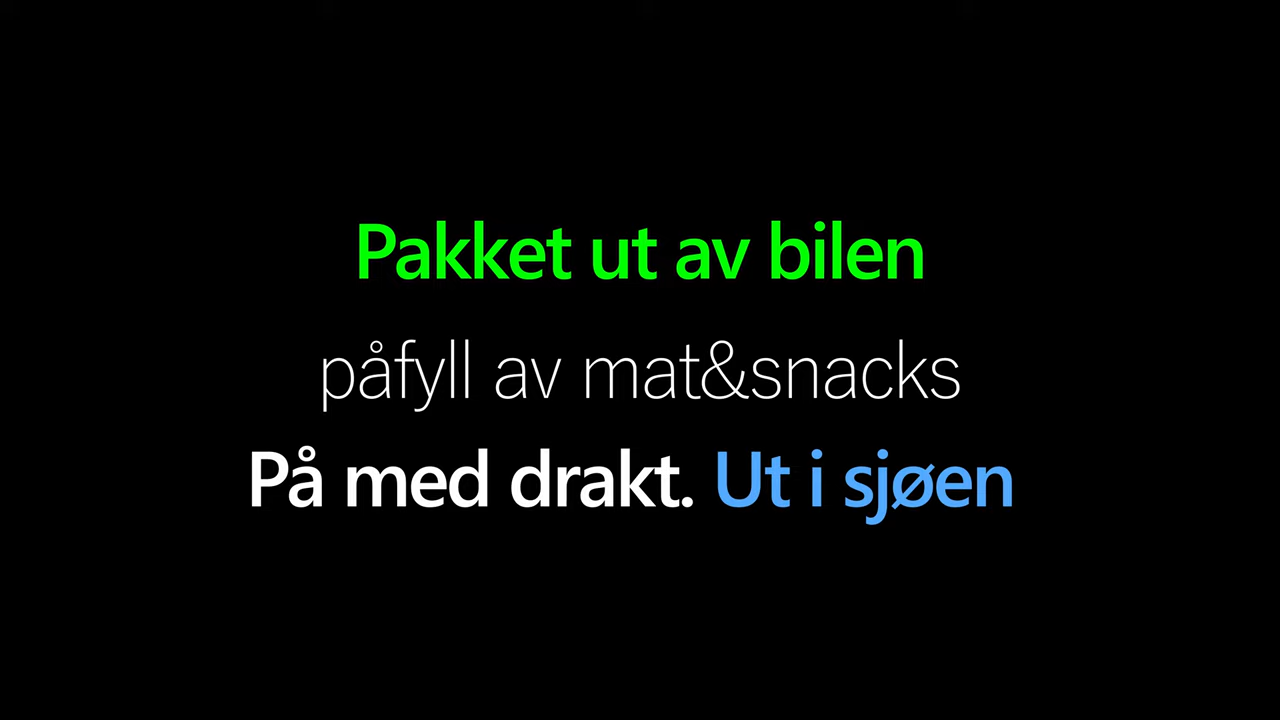 Pakket ut av bilen
påfyll av mat&snacks
På med drakt. Ut i sjøen